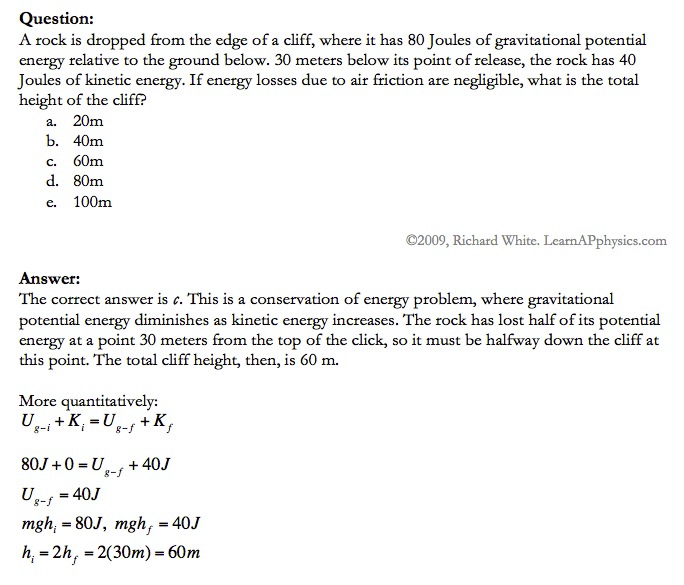 Question:
A rock is dropped from the edge of a cliff, where it has 80 Joules of gravitational potential
energy relative to the ground below. 30 meters below its point of release, the rock has 40
Joules of kinetic energy. If energy losses due to air friction are negligible, what is the total
height of the cliff?
a. 20m
b. 40m
c. 60m
d. 80m
e. 100m
©2009, Richard White. LearnAPphysics.com
Answer:
The correct answer is c. This is a conservation of energy problem, where gravitational
potential energy diminishes as kinetic energy increases. The rock has lost half of its potential
energy at a point 30 meters from the top of the click, so it must be halfway down the cliff at
this point. The total cliff height, then, is 60 m.
More quantitatively:
U_{g-i} + K_i = U_{g-f} + K_f
80J + 0 = U_{g-f} + 40J
U_{g-f} = 40J
mgh_i = 80J, mgh_f = 40J
h_i = 2h_f = 2(30m) = 60m